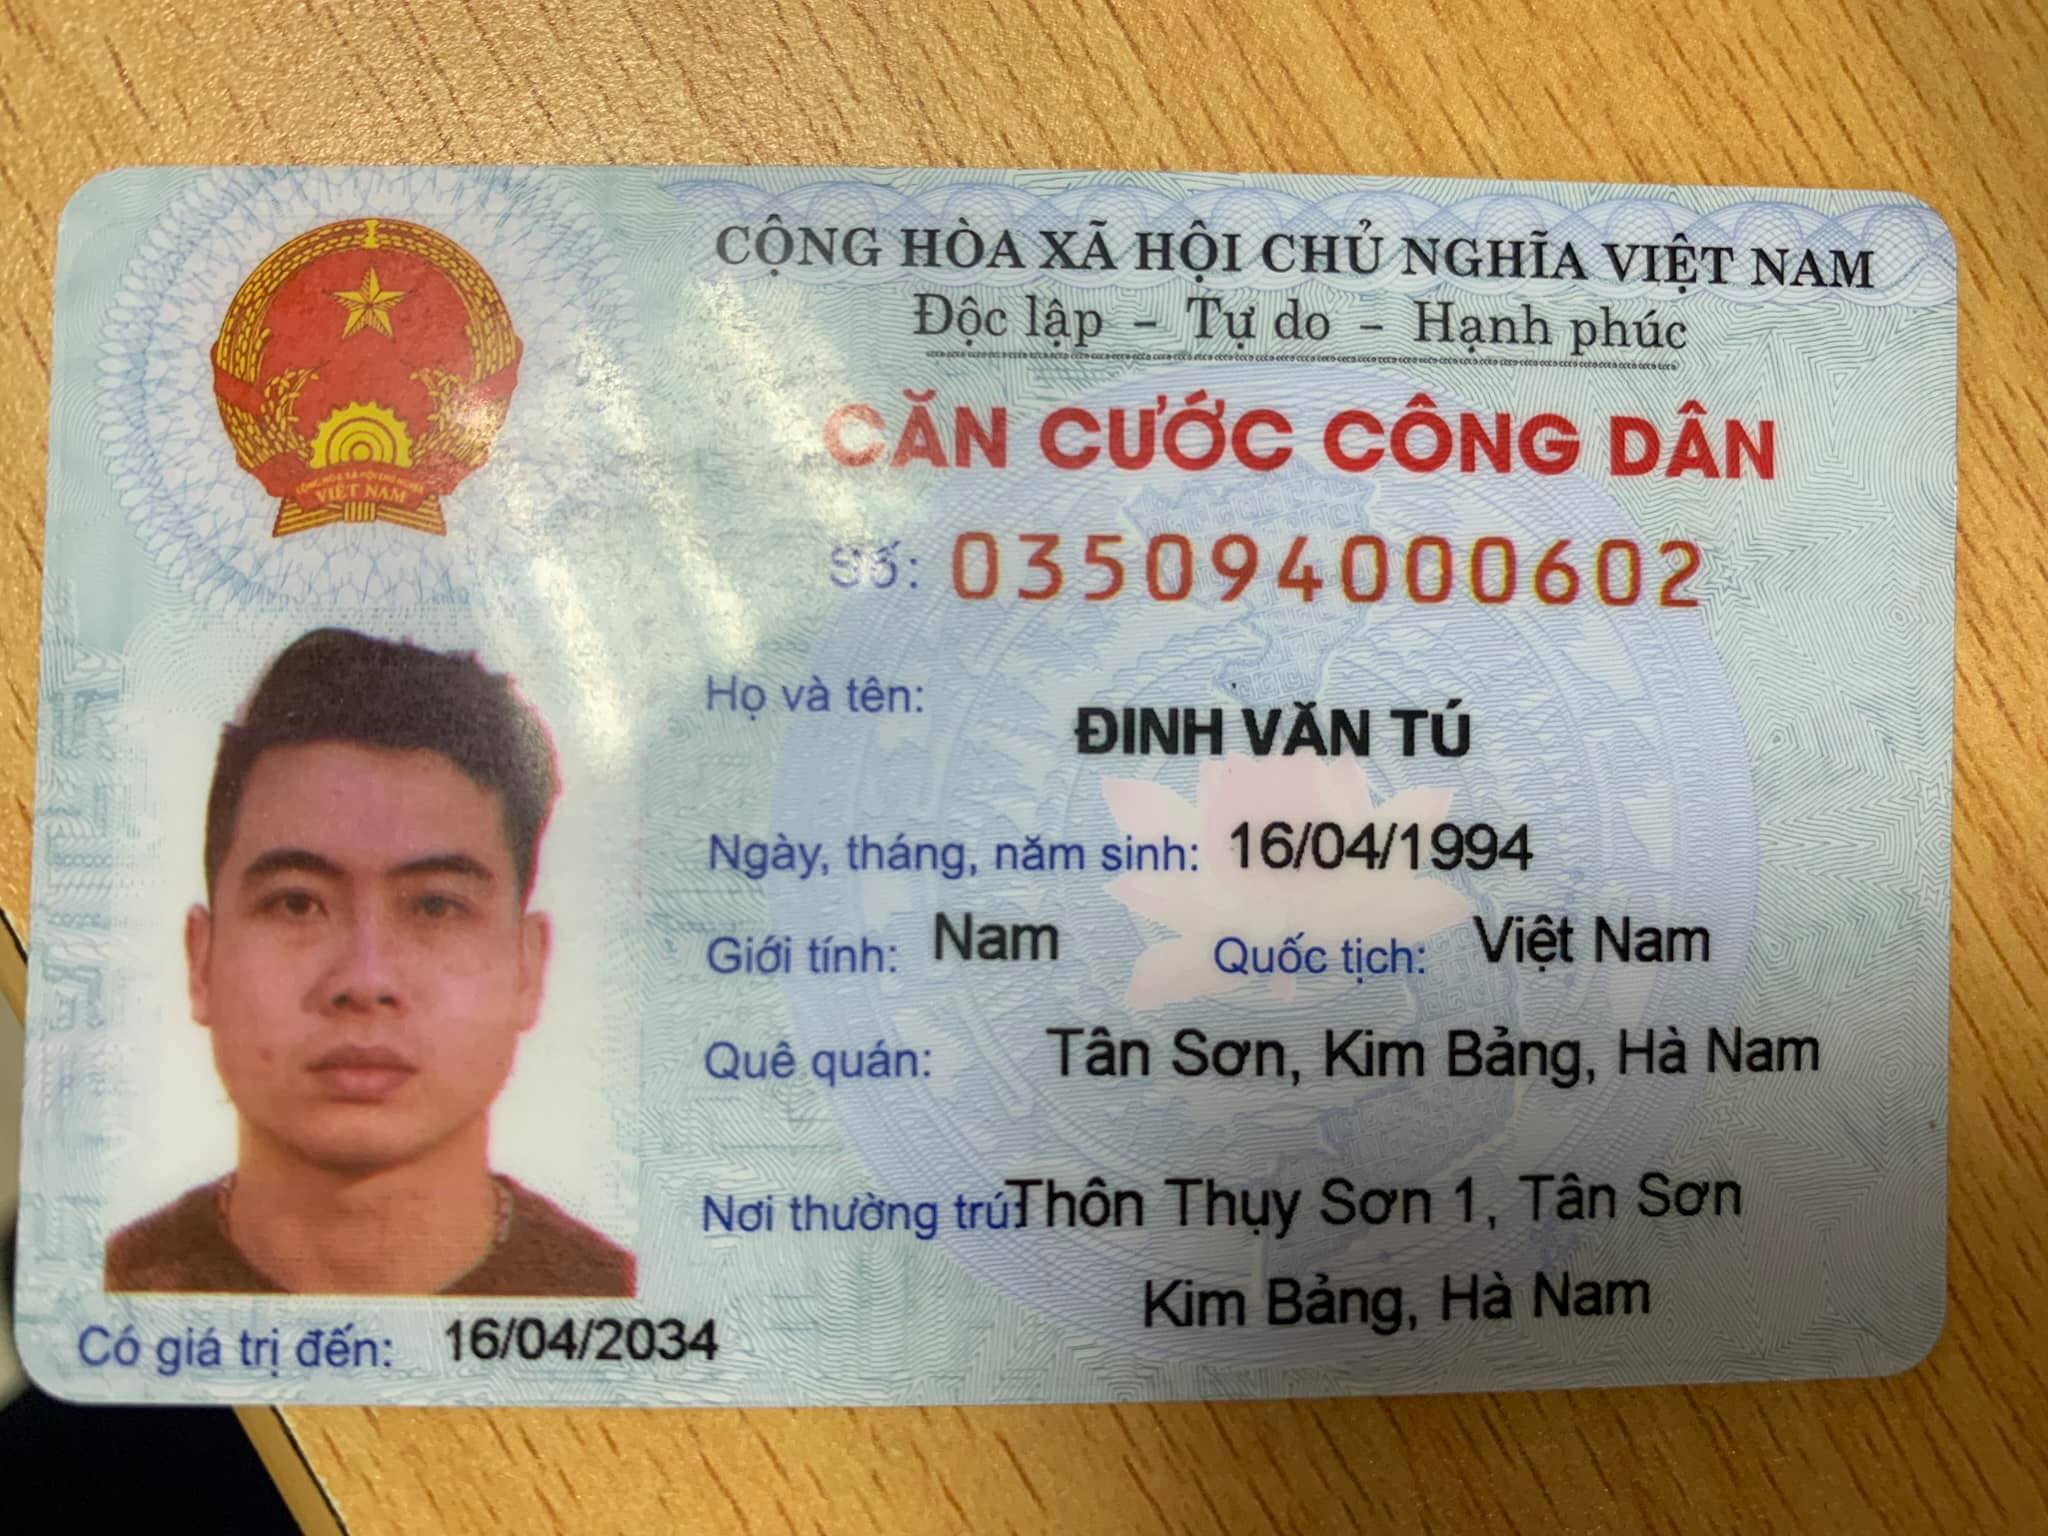 CỘNG HÒA XÃ HỘI CHỦ NGHĨA VIỆT NAM
Độc lập - Tự do - Hạnh phúc
CĂN CƯỚC CÔNG DÂN
Số: 035094000602
VIỆT NAM
Họ và tên:
ĐINH VĂN TÚ
Ngày, tháng, năm sinh: 16/04/1994
Giới tính: Nam Quốc tịch: Việt Nam
Quê quán: Tân Sơn, Kim Bảng, Hà Nam
Nơi thường trú: Thôn Thụy Sơn 1, Tân Sơn
Kim Bảng, Hà Nam
Có giá trị đến: 16/04/2034